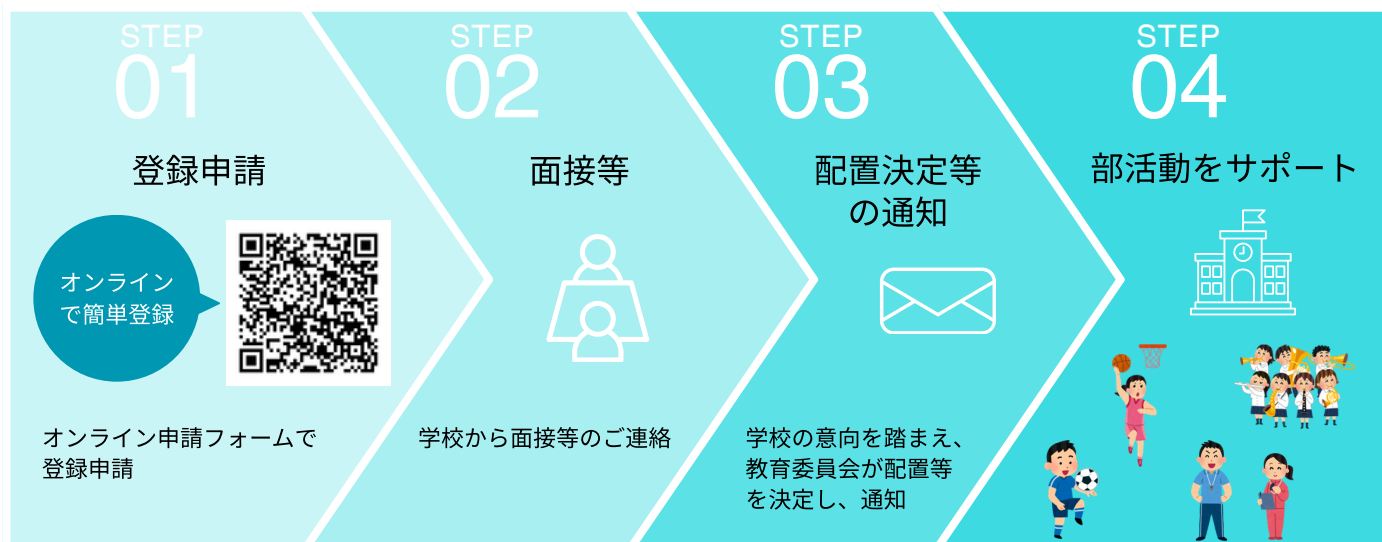 STEP
01
登録申請
オンライン
で簡単登録
オンライン申請フォームで
登録申請
STEP
02
面接等
学校から面接等のご連絡
STEP
03
配置決定等
の通知
学校の意向を踏まえ、
教育委員会が配置等
を決定し、通知
STEP
04
部活動をサポート